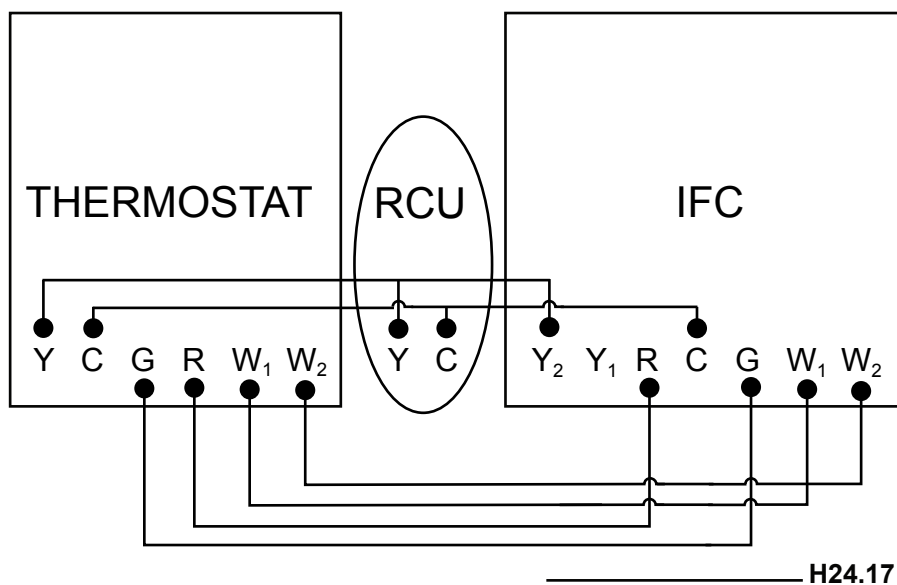 THERMOSTAT RCU IFC
Y C G R W₁ W₂ Y C Y₂ Y₁ R C G W₁ W₂
H24.17